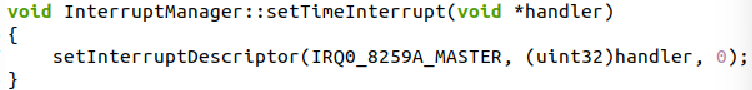 void InterruptManager::setTimeInterrupt(void *handler)
{
    setInterruptDescriptor(IRQ0_8259A_MASTER, (uint32)handler, 0);
}